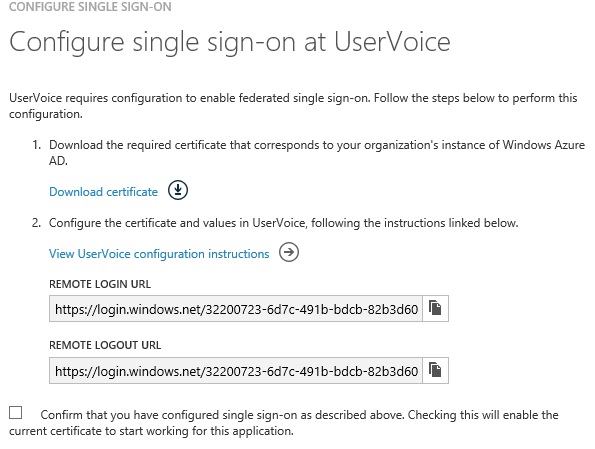 CONFIGURE SINGLE SIGN-ON
Configure single sign-on at UserVoice
UserVoice requires configuration to enable federated single sign-on. Follow the steps below to perform this
configuration.
1. Download the required certificate that corresponds to your organization's instance of Windows Azure
AD.
Download certificate
2. Configure the certificate and values in UserVoice, following the instructions linked below.
View UserVoice configuration instructions
REMOTE LOGIN URL
https://login.windows.net/32200723-6d7c-491b-bdcb-82b3d60
REMOTE LOGOUT URL
https://login.windows.net/32200723-6d7c-491b-bdcb-82b3d60
Confirm that you have configured single sign-on as described above. Checking this will enable the
current certificate to start working for this application.